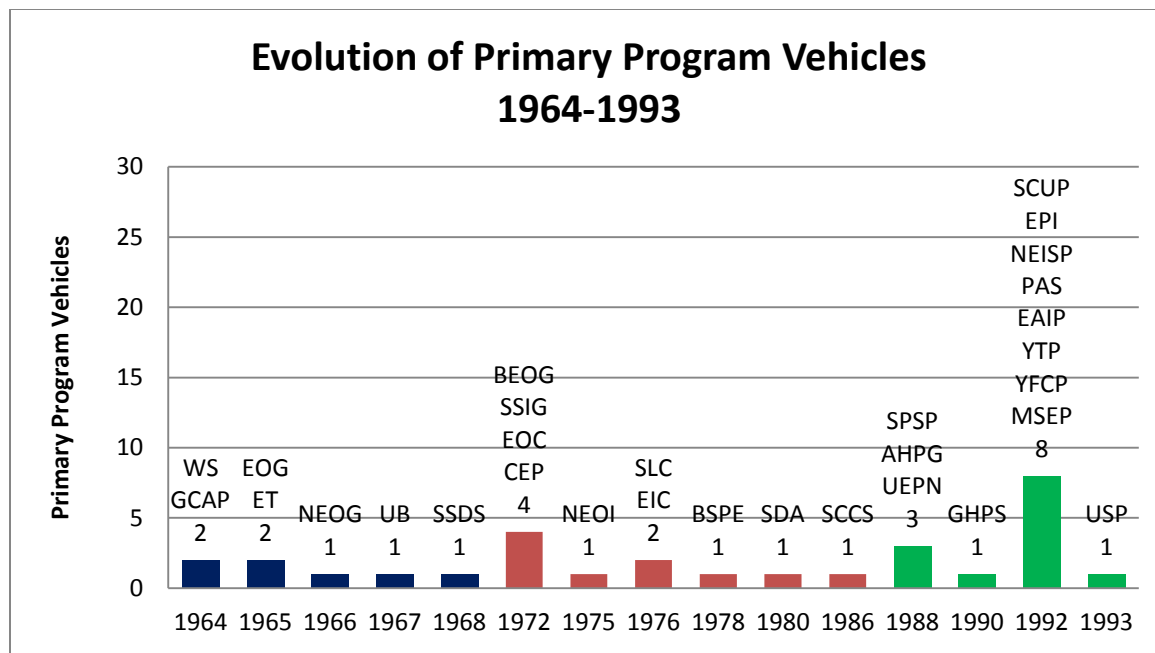 Evolution of Primary Program Vehicles
1964-1993
Primary Program Vehicles
30
25
20
15
10
5
0
WS
GCAP
2
EOG
ET
2
NEOG
1
UB
1
SSDS
1
BEOG
SSIG
EOC
CEP
4
NEOI
1
SLC
EIC
2
BSPE
1
SDA
1
SCCS
1
SPSP
AHPG
UEPN
3
GHPS
1
SCUP
EPI
NEISP
PAS
EAIP
YTP
YFCP
MSEP
8
USP
1
1964 1965 1966 1967 1968 1972 1975 1976 1978 1980 1986 1988 1990 1992 1993